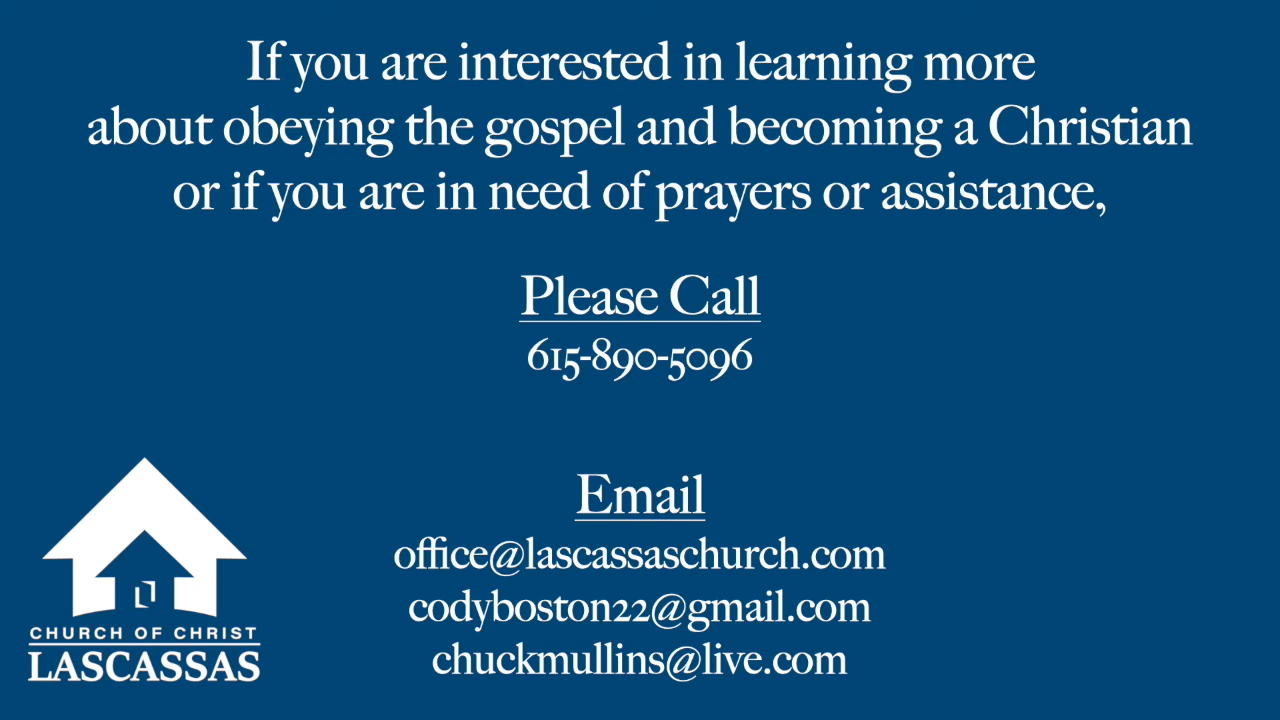 If you are interested in learning more
about obeying the gospel and becoming a Christian
or if you are in need of prayers or assistance,
Please Call
615-890-5096
Email
office@lascassaschurch.com
codyboston22@gmail.com
chuckmullins@live.com
CHURCH OF CHRIST
LASCASSAS